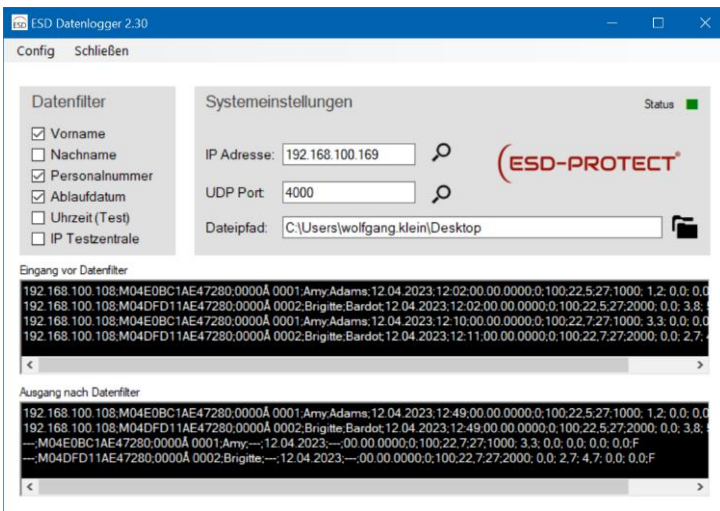 ESD Datenlogger 2.30
Config Schließen
Datenfilter
Vorname
Nachname
Personalnummer
Ablaufdatum
Uhrzeit (Test)
IP Testzentrale
Systemeinstellungen
Status
IP Adresse: 192.168.100.169
UDP Port: 4000
Dateipfad: C:\Users\wolfgang.klein\Desktop
ESD-PROTECT®
Eingang vor Datenfilter
192.168.100.108;M04E0BC1AE47280;0000Å 0001;Amy;Adams;12.04.2023;12:02;00.00.0000;0;100;22,5;27;1000; 1,2; 0,0; 0,0
192.168.100.108;M04DFD11AE47280;0000Å 0002;Brigitte;Bardot;12.04.2023;12:02;00.00.0000;0;100;22,5;27;2000; 0,0; 3,8;
192.168.100.108;M04E0BC1AE47280;0000Å 0001;Amy;Adams;12.04.2023;12:10;00.00.0000;0;100;22,7;27;1000; 3,3; 0,0; 0,0
192.168.100.108;M04DFD11AE47280;0000Å 0002;Brigitte;Bardot;12.04.2023;12:11;00.00.0000;0;100;22,7;27;2000; 0,0; 2,7;
Ausgang nach Datenfilter
192.168.100.108;M04E0BC1AE47280;0000Å 0001;Amy;Adams;12.04.2023;12:49;00.00.0000;0;100;22,5;27;1000; 1,2; 0,0; 0,0
192.168.100.108;M04DFD11AE47280;0000Å 0002;Brigitte;Bardot;12.04.2023;12:49;00.00.0000;0;100;22,5;27;2000; 0,0; 3,8;
---;M04E0BC1AE47280;0000Å 0001;Amy;---;12.04.2023;---;00.00.0000;0;100;22,7;27;1000; 3,3; 0,0; 0,0; 0,0; 0,0;F
---;M04DFD11AE47280;0000Å 0002;Brigitte;---;12.04.2023;---;00.00.0000;0;100;22,7;27;2000; 0,0; 2,7; 4,7; 0,0; 0,0;F